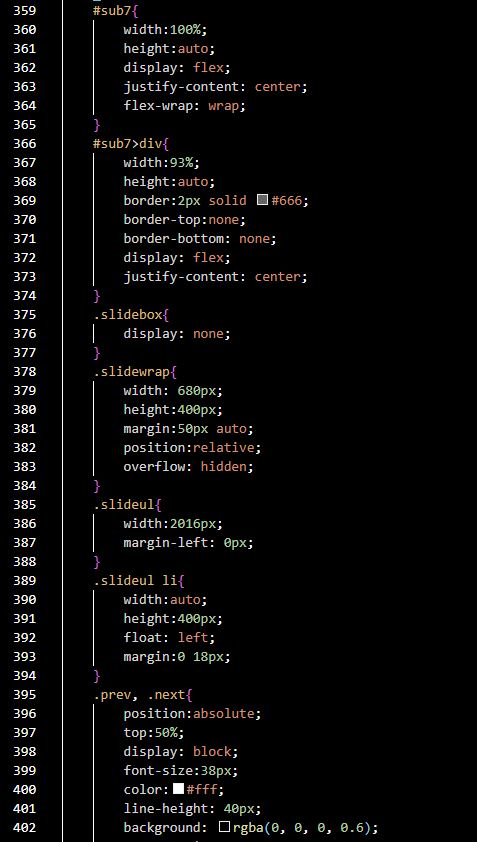 359 #sub7{
360 width:100%;
361 height:auto;
362 display: flex;
363 justify-content: center;
364 flex-wrap: wrap;
365 }
366 #sub7>div{
367 width:93%;
368 height:auto;
369 border:2px solid #666;
370 border-top:none;
371 border-bottom: none;
372 display: flex;
373 justify-content: center;
374 }
375 .slidebox{
376 display: none;
377 }
378 .slidewrap{
379 width: 680px;
380 height:400px;
381 margin:50px auto;
382 position:relative;
383 overflow: hidden;
384 }
385 .slideul{
386 width:2016px;
387 margin-left: 0px;
388 }
389 .slideul li{
390 width:auto;
391 height:400px;
392 float: left;
393 margin:0 18px;
394 }
395 .prev, .next{
396 position:absolute;
397 top:50%;
398 display: block;
399 font-size:38px;
400 color:#fff;
401 line-height: 40px;
402 background: rgba(0, 0, 0, 0.6);